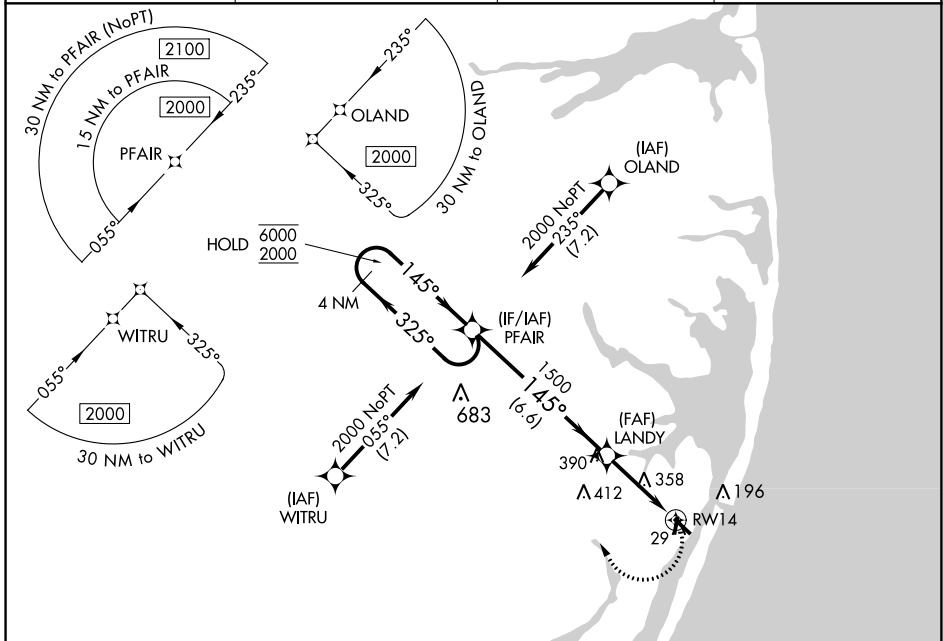 30 NM to PFAIR (NoPT)
2100
15 NM to PFAIR
2000
235°
PFAIR
055°
235°
OLAND
2000
325°
30 NM to OLAND
(IAF)
OLAND
2000 NoPT
235°
(7.2)
HOLD
6000
2000
145°
4 NM
325°
(IF/IAF)
PFAIR
WITRU
055°
325°
2000
30 NM to WITRU
683
1500
145°
(6.6)
2000 NoPT
055°
(7.2)
(IAF)
WITRU
(FAF)
LANDY
390
412
358
196
RW14
29